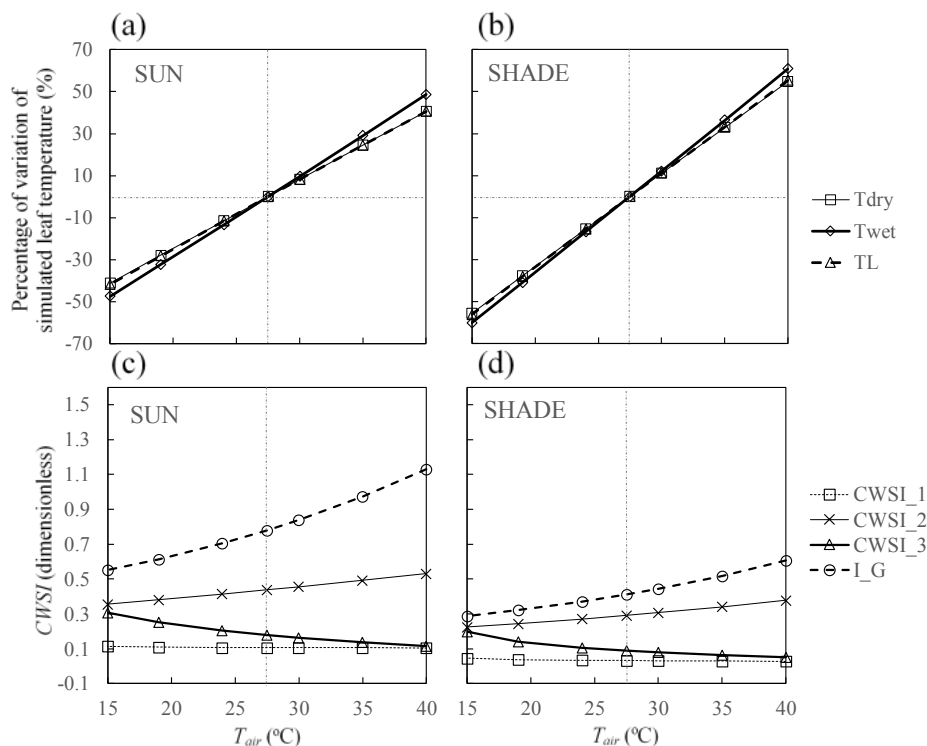 (a)
(b)
Percentage of variation of
simulated leaf temperature (%)
70
50
30
10
-10
-30
-50
-70
SUN
SHADE
Tdry
Twet
TL
(c)
(d)
CWSI (dimensionless)
1.5
1.3
1.1
0.9
0.7
0.5
0.3
0.1
-0.1
SUN
SHADE
CWSI_1
CWSI_2
CWSI_3
I_G
15 20 25 30 35 40
15 20 25 30 35 40
Tair (ºC)
Tair (ºC)